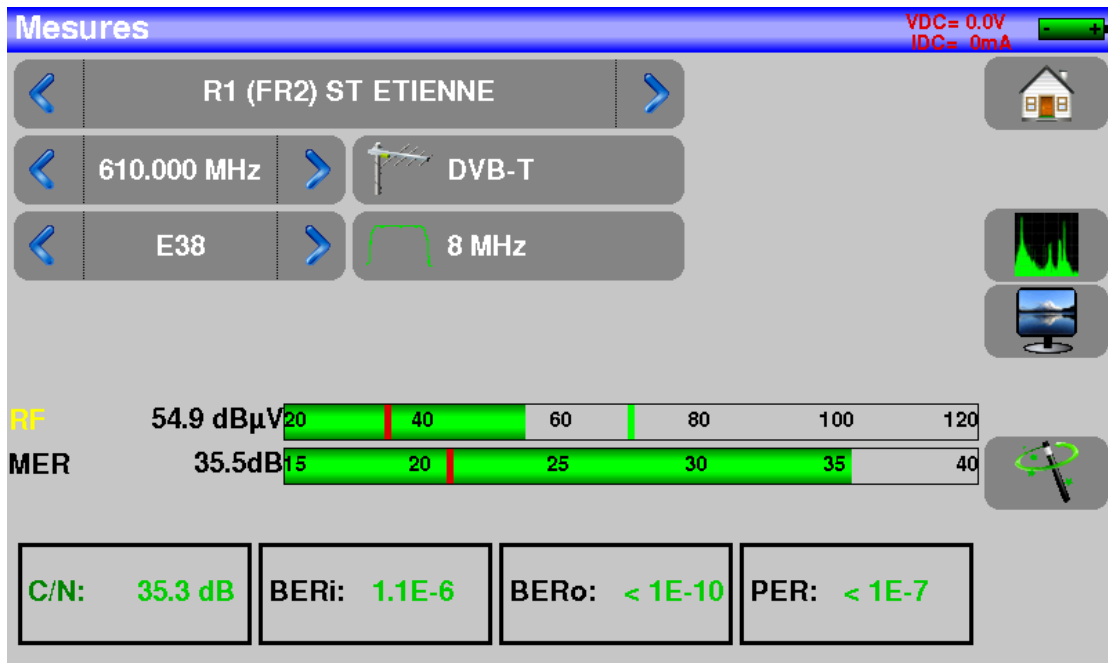 Mesures
VDC= 0.0V
IDC= 0mA
R1 (FR2) ST ETIENNE
610.000 MHz
DVB-T
E38
8 MHz
RF 54.9 dBµV 20 40 60 80 100 120
MER 35.5dB 15 20 25 30 35 40
C/N: 35.3 dB
BERi: 1.1E-6
BERo: < 1E-10
PER: < 1E-7